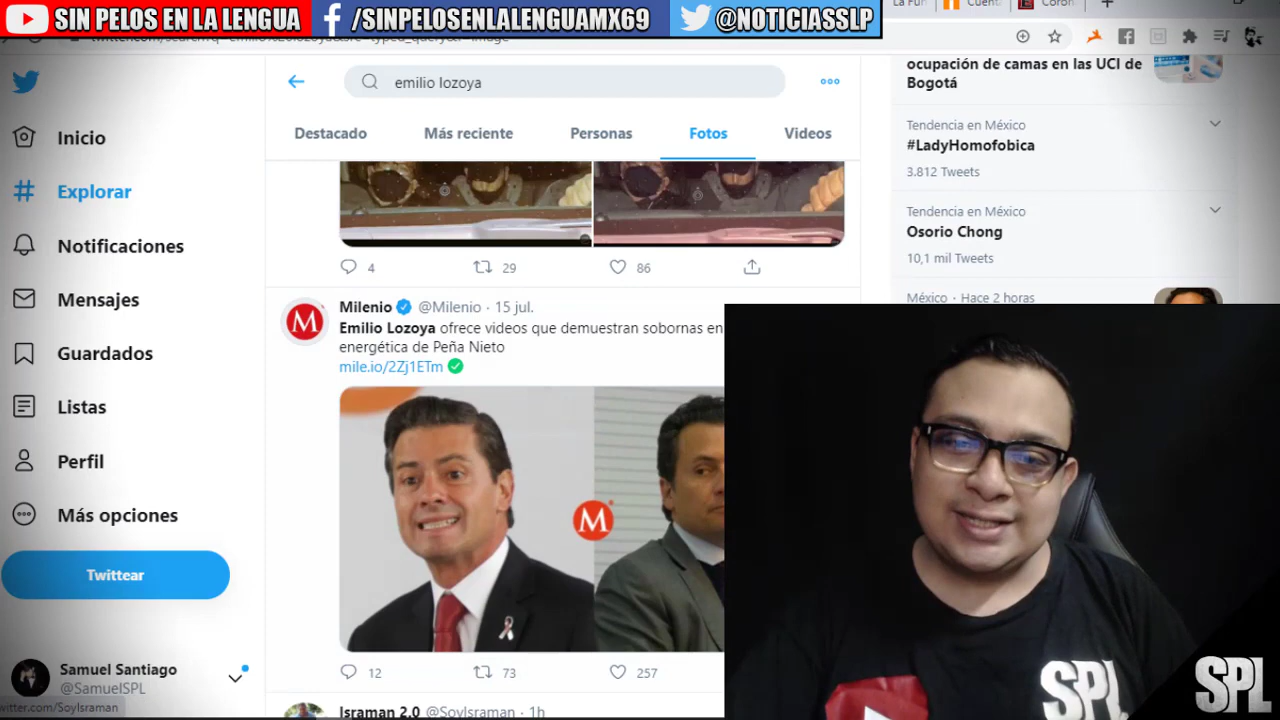 SIN PELOS EN LA LENGUA
/SINPELOSENLALENGUAMX69
@NOTICIASSLP
emilio lozoya
Destacado
Más reciente
Personas
Fotos
Videos
Inicio
Explorar
Notificaciones
Mensajes
Guardados
Listas
Perfil
Más opciones
Twittear
Samuel Santiago
@SamuelSPL
twitter.com/SoyIsraman
4
29
86
Milenio @Milenio · 15 jul.
Emilio Lozoya ofrece videos que demuestran sobornas en
energética de Peña Nieto
mile.io/2Zj1ETm
M
12
73
257
Israman 2.0 @SoyIsraman · 1h
ocupación de camas en las UCI de
Bogotá
Tendencia en México
#LadyHomofobica
3.812 Tweets
Tendencia en México
Osorio Chong
10,1 mil Tweets
México · Hace 2 horas
SPL
SPL